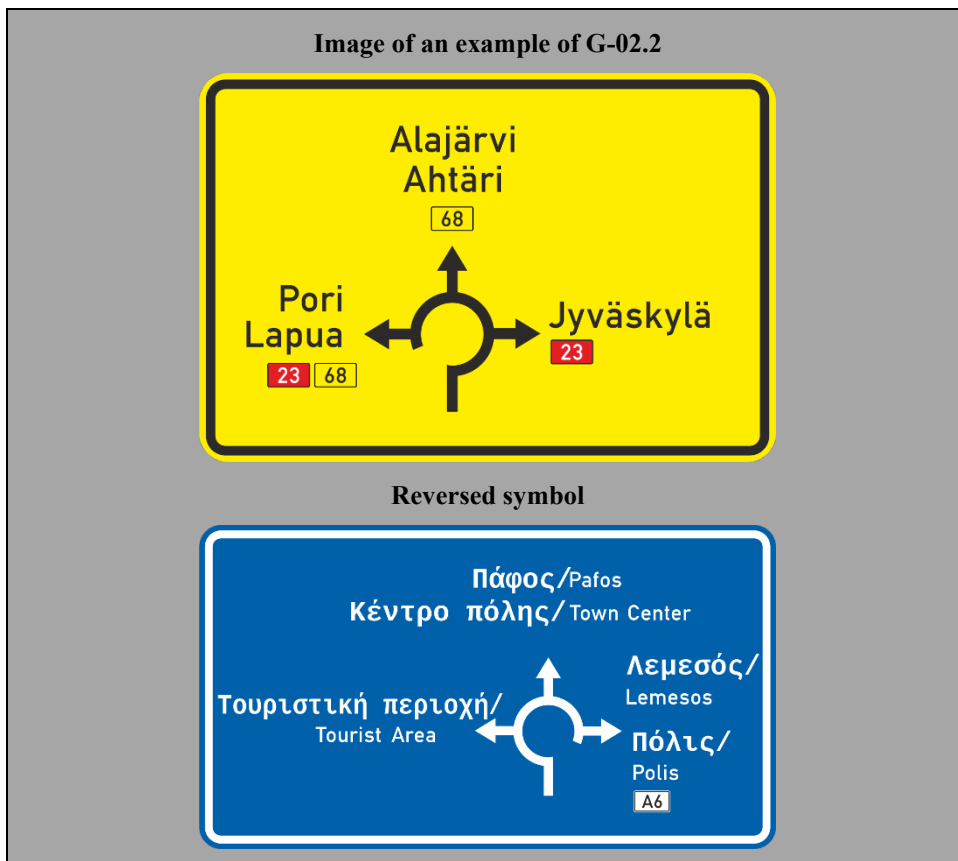 Image of an example of G-02.2
Alajärvi
Ahtäri
68
Pori
Lapua
23 68
Jyväskylä
23
Reversed symbol
Πάφος/Pafos
Κέντρο πόλης/Town Center
Τουριστική περιοχή/
Tourist Area
Λεμεσός/
Lemesos
Πόλις/
Polis
A6